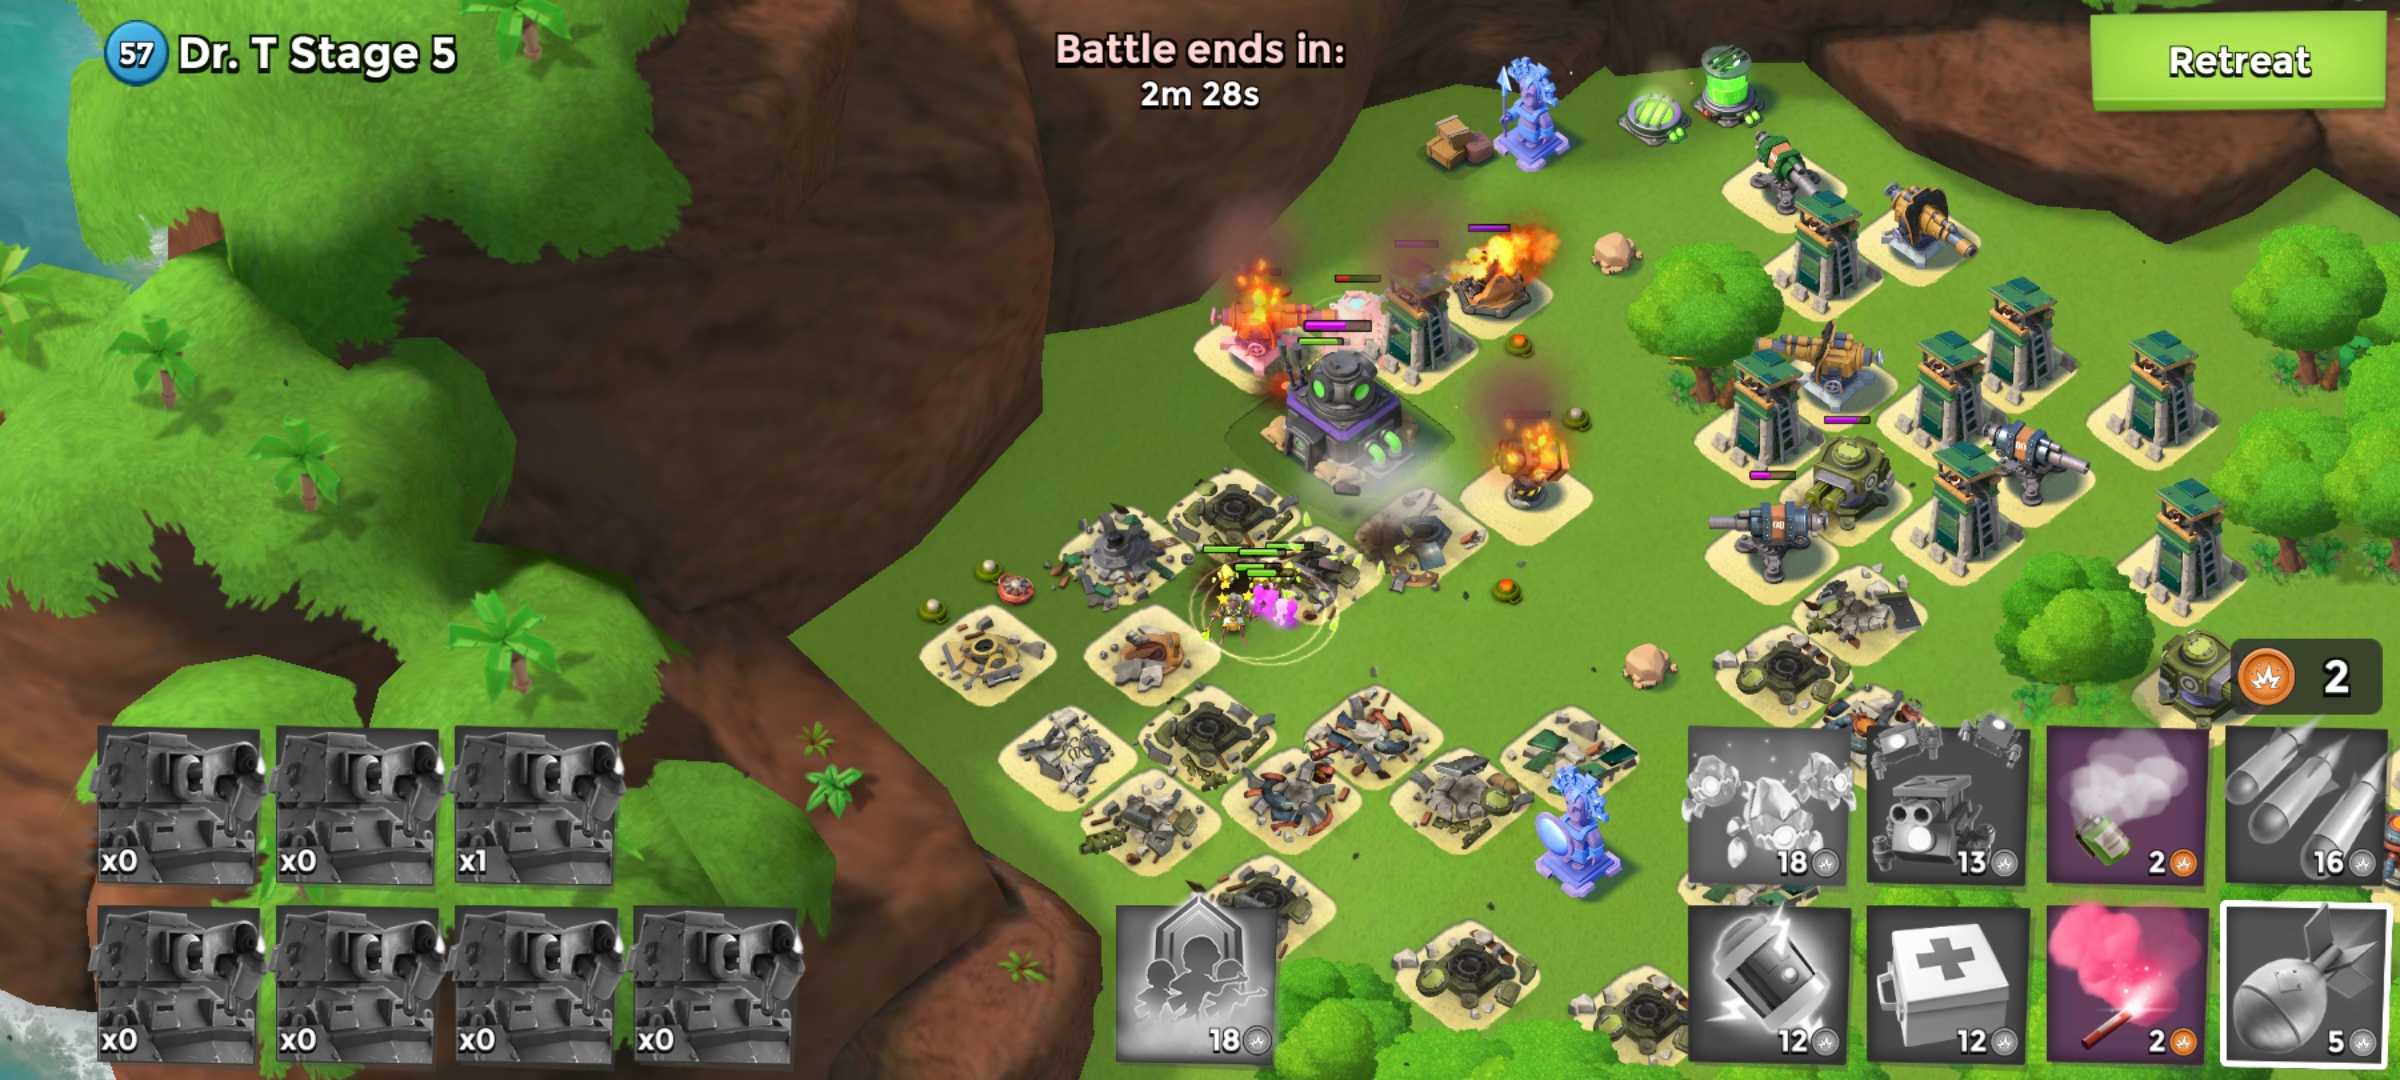 57 Dr. T Stage 5
Battle ends in:
2m 28s
Retreat
2
x0 x0 x1
18 13 2 16
x0 x0 x0 x0
18 12 12 2 5